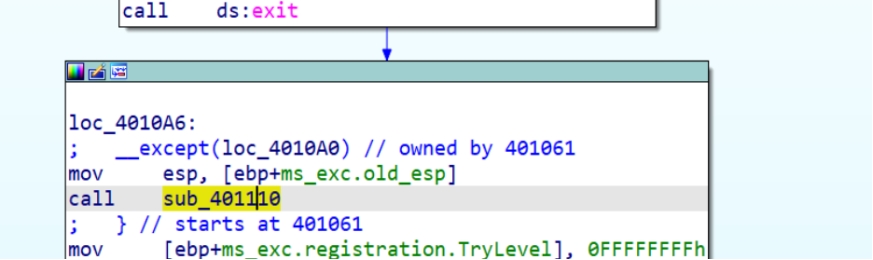 call ds:exit
loc_4010A6:
; __except(loc_4010A0) // owned by 401061
mov esp, [ebp+ms_exc.old_esp]
call sub_401110
; } // starts at 401061
mov [ebp+ms_exc.registration.TryLevel], 0FFFFFFFFh